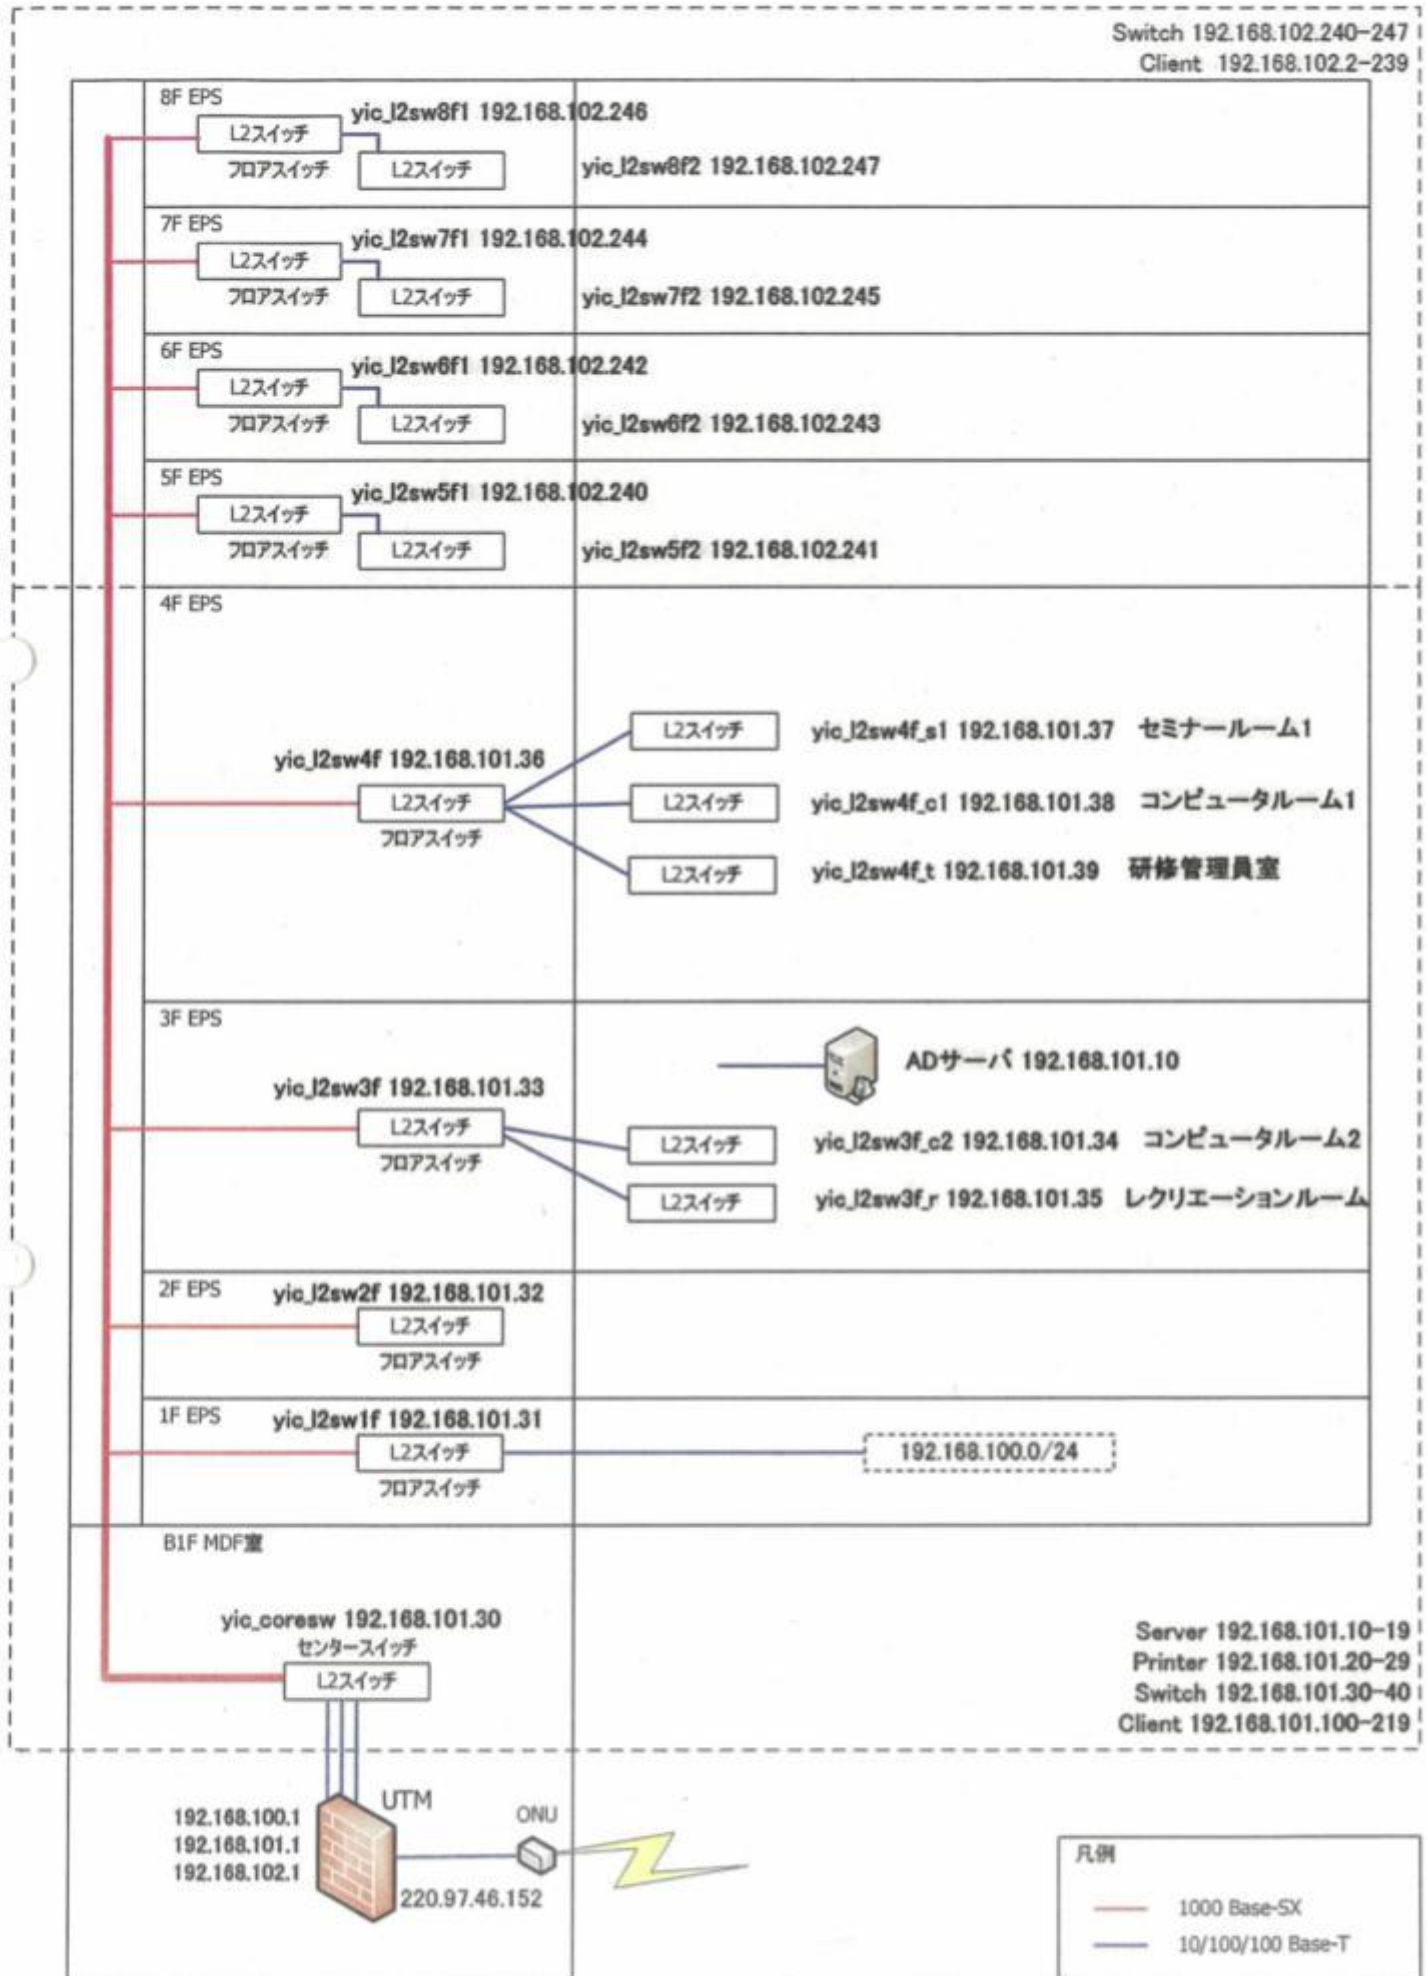 Switch 192.168.102.240-247
Client 192.168.102.2-239
8F EPS
yic_l2sw8f1 192.168.102.246
L2スイッチ
フロアスイッチ
L2スイッチ
yic_l2sw8f2 192.168.102.247
7F EPS
yic_l2sw7f1 192.168.102.244
L2スイッチ
フロアスイッチ
L2スイッチ
yic_l2sw7f2 192.168.102.245
6F EPS
yic_l2sw6f1 192.168.102.242
L2スイッチ
フロアスイッチ
L2スイッチ
yic_l2sw6f2 192.168.102.243
5F EPS
yic_l2sw5f1 192.168.102.240
L2スイッチ
フロアスイッチ
L2スイッチ
yic_l2sw5f2 192.168.102.241
4F EPS
L2スイッチ
yic_l2sw4f_s1 192.168.101.37 セミナールーム1
yic_l2sw4f 192.168.101.36
L2スイッチ
フロアスイッチ
L2スイッチ
yic_l2sw4f_c1 192.168.101.38 コンピュータルーム1
L2スイッチ
yic_l2sw4f_t 192.168.101.39 研修管理員室
3F EPS
ADサーバ 192.168.101.10
yic_l2sw3f 192.168.101.33
L2スイッチ
フロアスイッチ
L2スイッチ
yic_l2sw3f_c2 192.168.101.34 コンピュータルーム2
L2スイッチ
yic_l2sw3f_r 192.168.101.35 レクリエーションルーム
2F EPS
yic_l2sw2f 192.168.101.32
L2スイッチ
フロアスイッチ
1F EPS
yic_l2sw1f 192.168.101.31
L2スイッチ
フロアスイッチ
192.168.100.0/24
B1F MDF室
yic_coresw 192.168.101.30
センタースイッチ
L2スイッチ
Server 192.168.101.10-19
Printer 192.168.101.20-29
Switch 192.168.101.30-40
Client 192.168.101.100-219
UTM
192.168.100.1
192.168.101.1
192.168.102.1
ONU
220.97.46.152
凡例
1000 Base-SX
10/100/100 Base-T